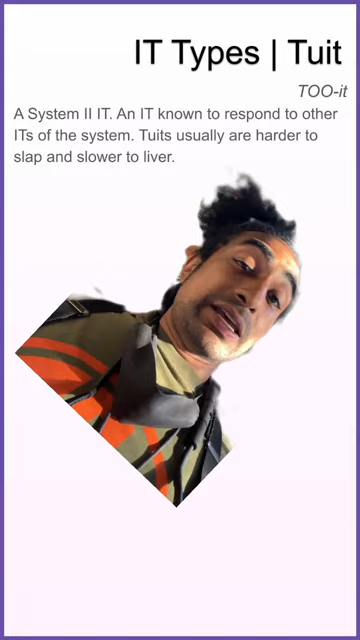 IT Types | Tuit
TOO-it
A System II IT. An IT known to respond to other
ITs of the system. Tuits usually are harder to
slap and slower to liver.